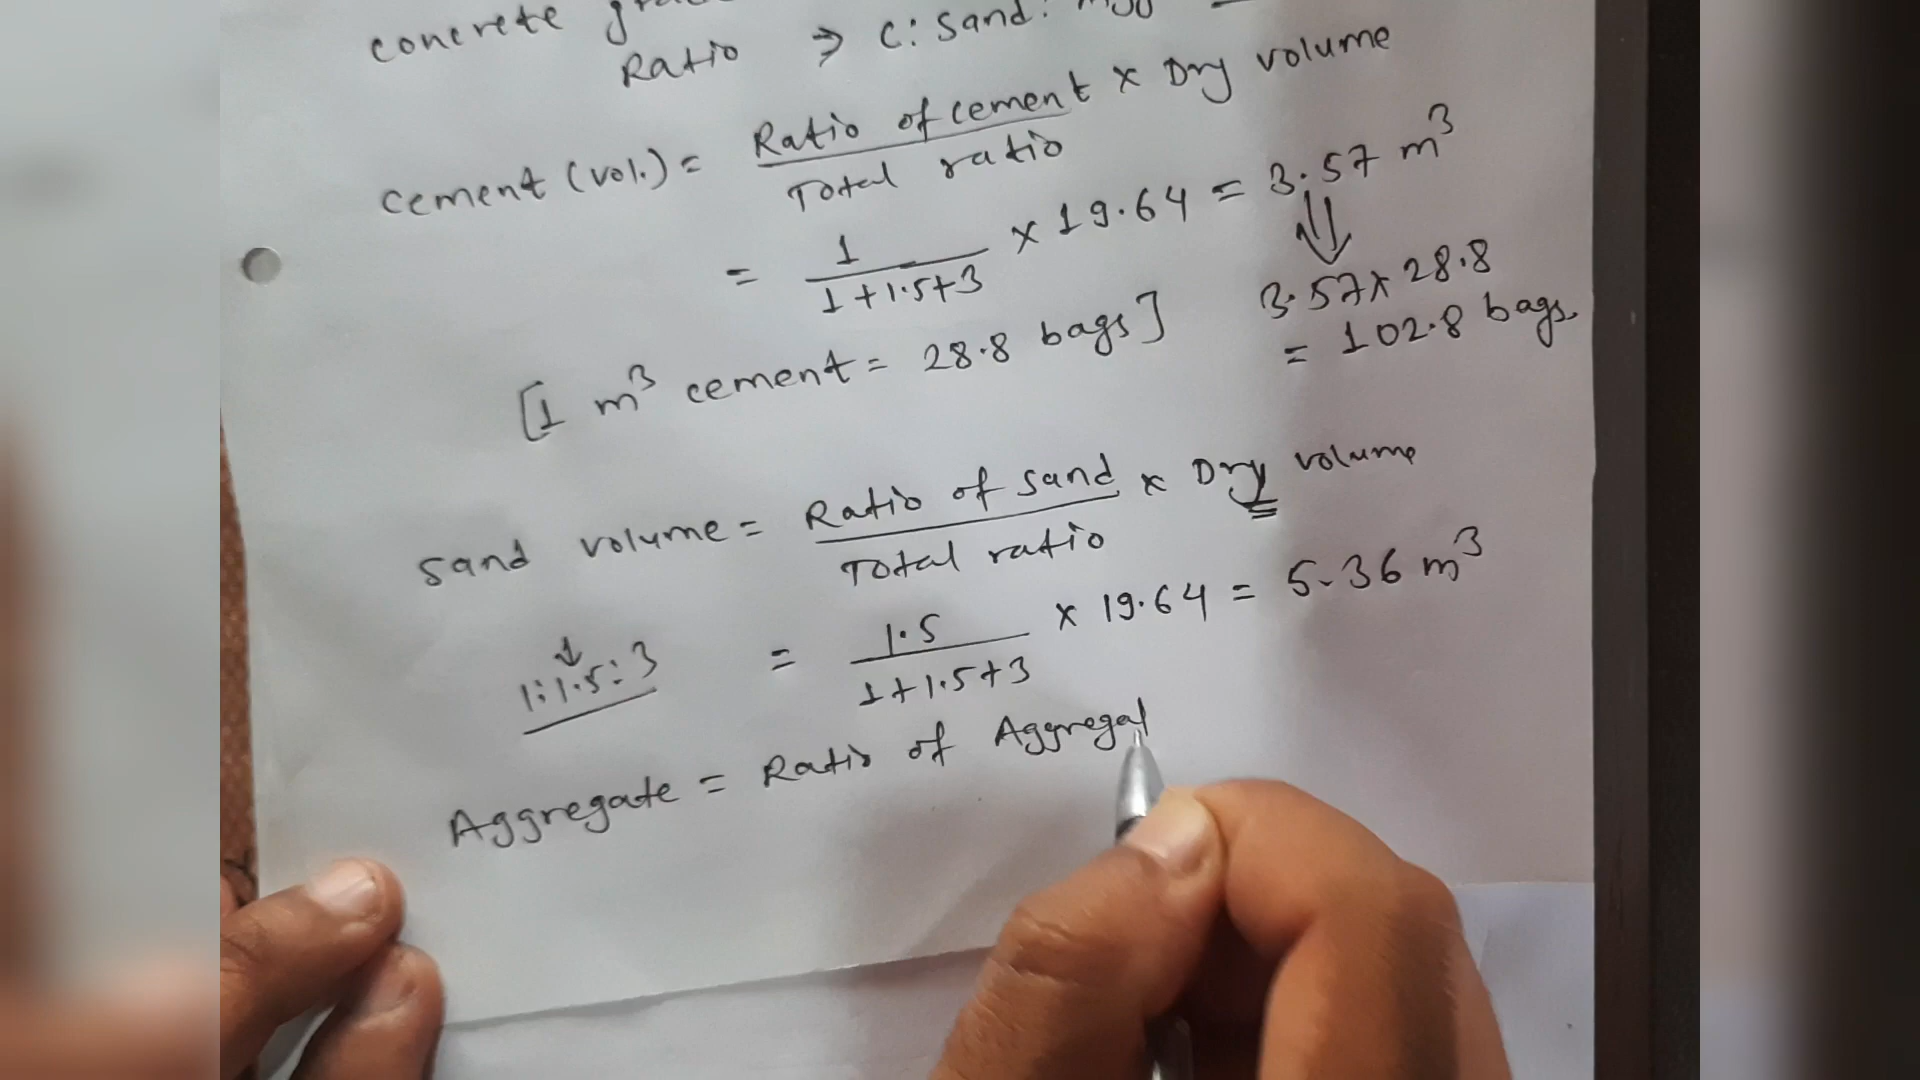 concrete
Ratio ⇒ C: Sand:
cement (vol.) = Ratio of cement / Total ratio × Dry volume
= 1 / 1+1.5+3 × 19.64 = 3.57 m³
3.57 × 28.8
= 102.8 bags
[1 m³ cement = 28.8 bags]
Sand volume = Ratio of Sand / Total ratio × Dry volume
1:1.5:3
= 1.5 / 1+1.5+3 × 19.64 = 5.36 m³
Aggregate = Ratio of Aggregat